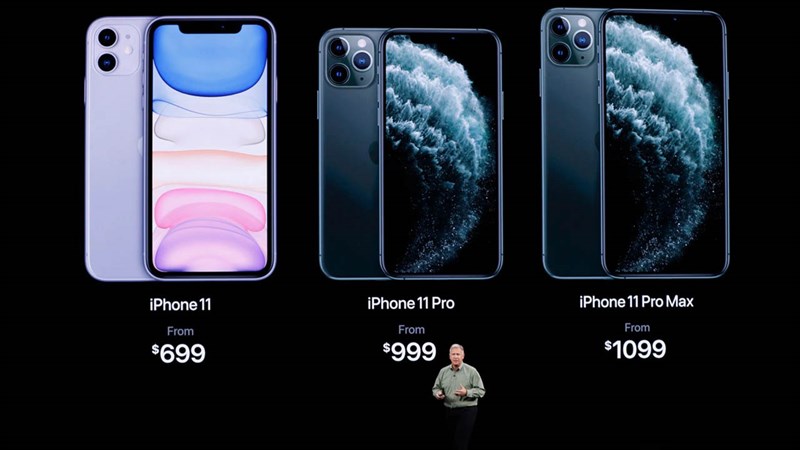 iPhone 11
From
$699
iPhone 11 Pro
From
$999
iPhone 11 Pro Max
From
$1099